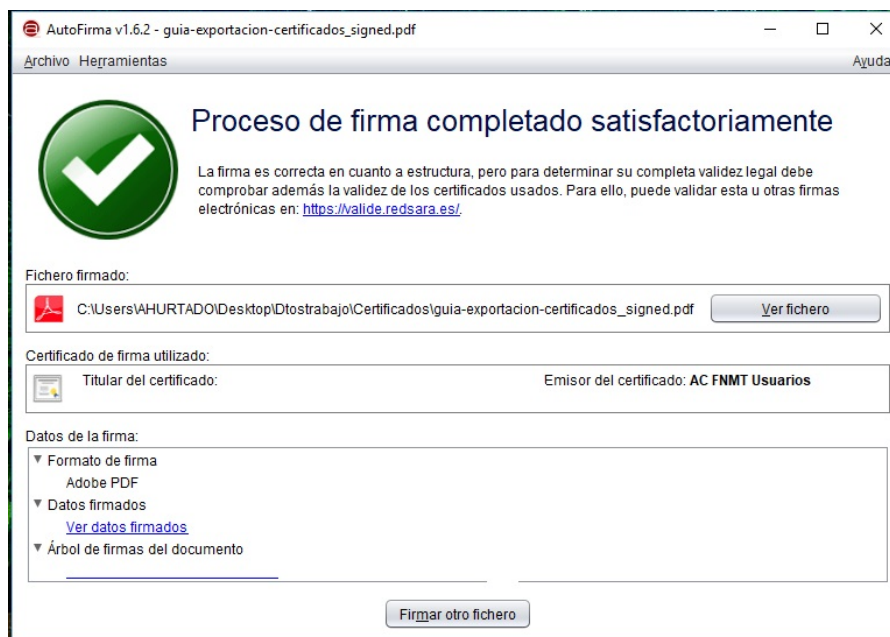 AutoFirma v1.6.2 - guia-exportacion-certificados_signed.pdf
Archivo Herramientas Ayuda
Proceso de firma completado satisfactoriamente
La firma es correcta en cuanto a estructura, pero para determinar su completa validez legal debe
comprobar además la validez de los certificados usados. Para ello, puede validar esta u otras firmas
electrónicas en: https://valide.redsara.es/.
Fichero firmado:
C:\Users\AHURTADO\Desktop\Dtostrabajo\Certificados\guia-exportacion-certificados_signed.pdf Ver fichero
Certificado de firma utilizado:
Titular del certificado: Emisor del certificado: AC FNMT Usuarios
Datos de la firma:
Formato de firma
Adobe PDF
Datos firmados
Ver datos firmados
Árbol de firmas del documento
Firmar otro fichero